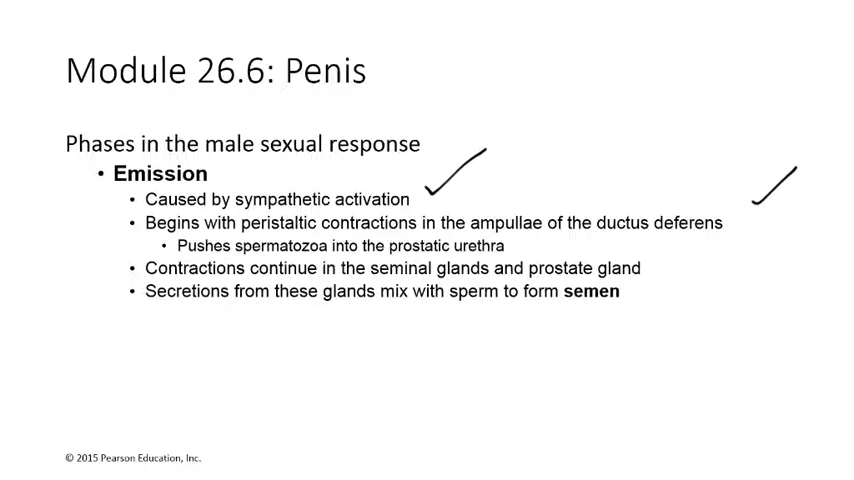 Module 26.6: Penis
Phases in the male sexual response
• Emission
• Caused by sympathetic activation
• Begins with peristaltic contractions in the ampullae of the ductus deferens
• Pushes spermatozoa into the prostatic urethra
• Contractions continue in the seminal glands and prostate gland
• Secretions from these glands mix with sperm to form semen
© 2015 Pearson Education, Inc.